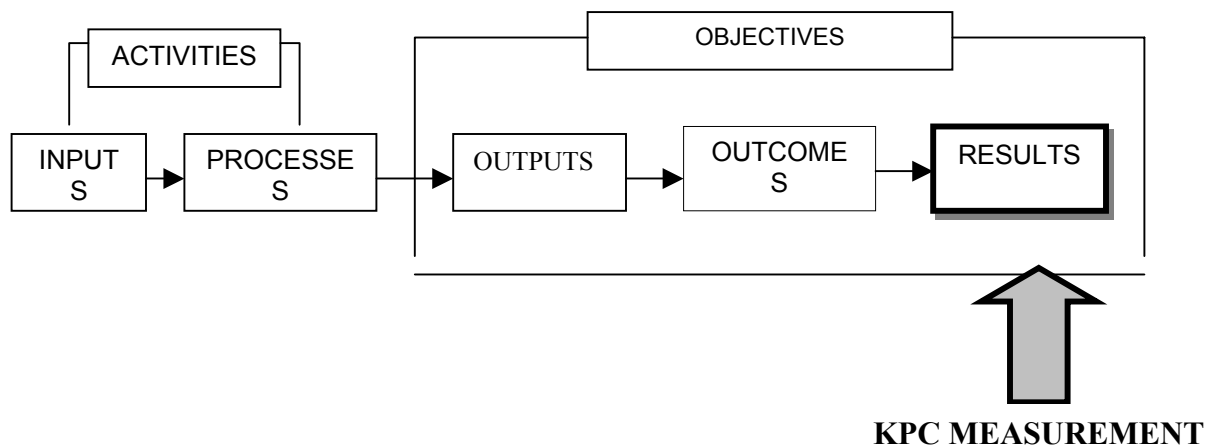 ACTIVITIES
OBJECTIVES
INPUT
S
PROCESSE
S
OUTPUTS
OUTCOME
S
RESULTS
KPC MEASUREMENT